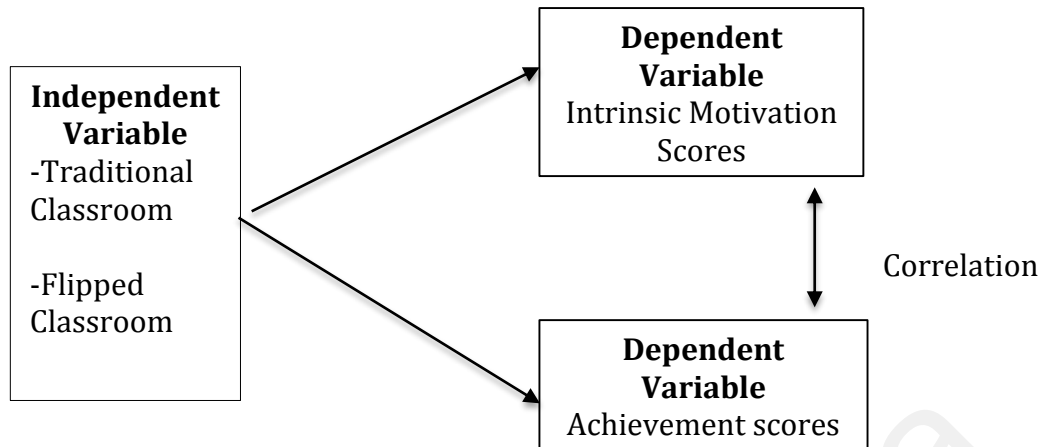 Independent
Variable
-Traditional
Classroom
-Flipped
Classroom
Dependent
Variable
Intrinsic Motivation
Scores
Correlation
Dependent
Variable
Achievement scores